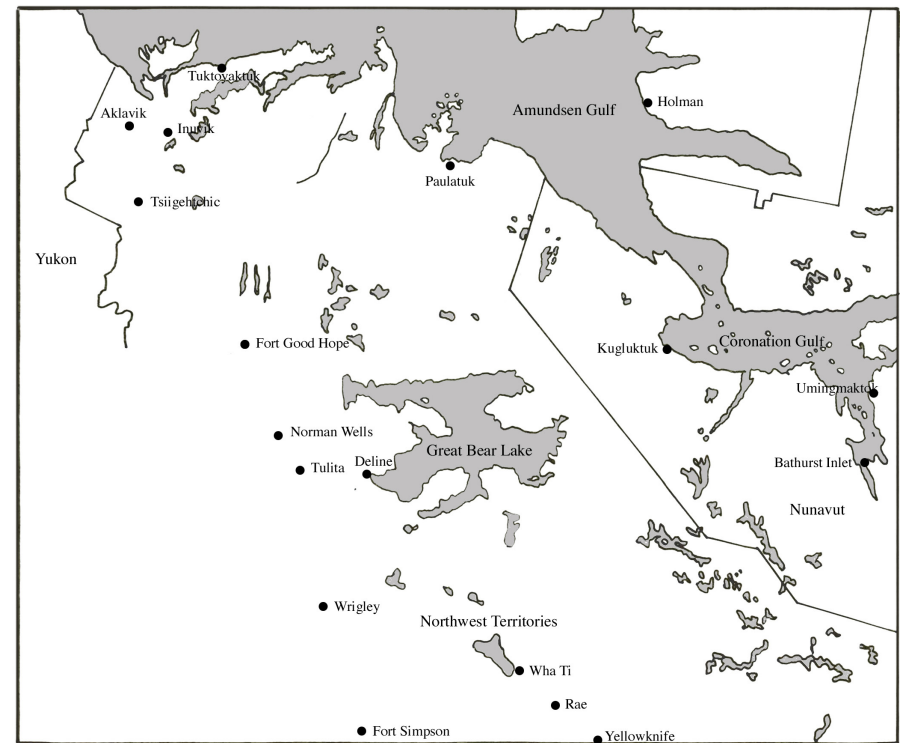 Tuktoyaktuk
Amundsen Gulf
Holman
Aklavik
Inuvik
Paulatuk
Tsiigehtchic
Yukon
Fort Good Hope
Kugluktuk
Coronation Gulf
Umingmaktok
Norman Wells
Great Bear Lake
Deline
Tulita
Bathurst Inlet
Nunavut
Wrigley
Northwest Territories
Wha Ti
Rae
Fort Simpson
Yellowknife